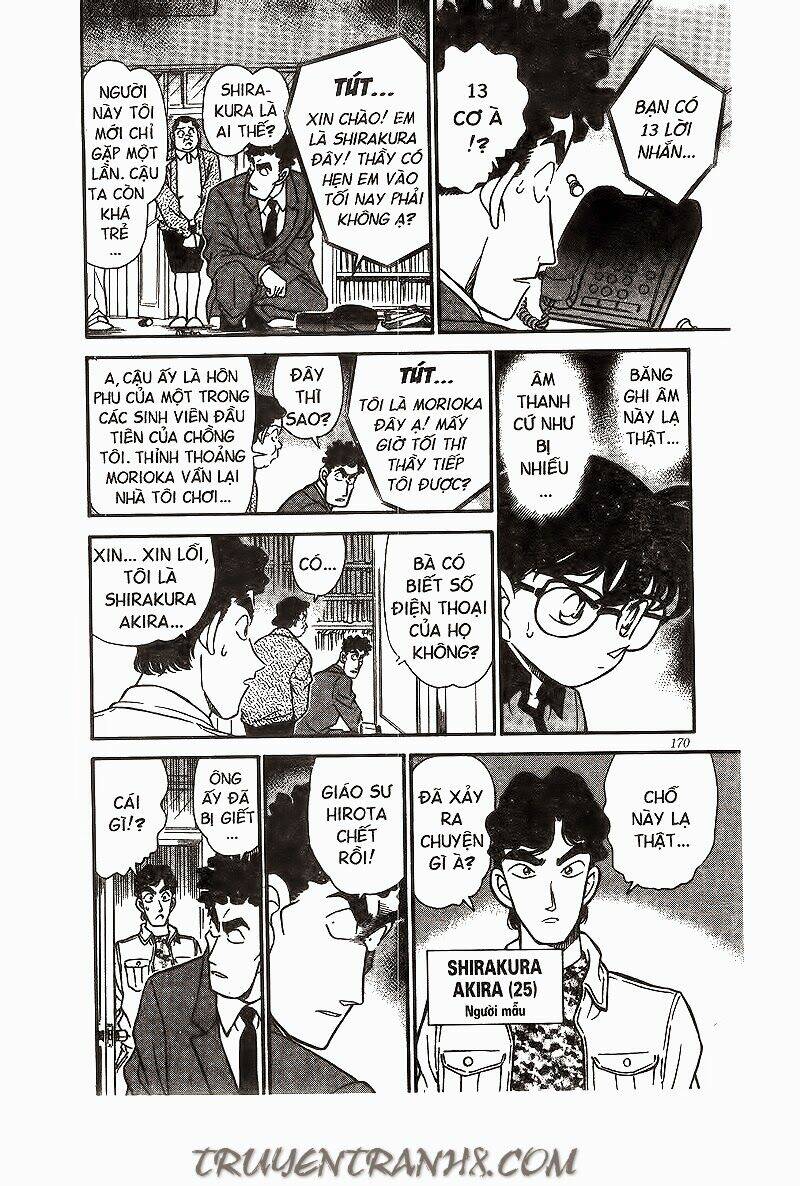 BẠN CÓ
13 LỜI
NHẮN...
13
CƠ À
!?
TÚT...
XIN CHÀO! EM
LÀ SHIRAKURA
ĐÂY! THẦY CÓ
HẸN EM VÀO
TỐI NAY PHẢI
KHÔNG Ạ?
SHIRA-
KURA LÀ
AI THẾ?
NGƯỜI
NÀY TÔI
MỚI CHỈ
GẶP MỘT
LẦN. CẬU
TA CÒN
KHÁ
TRẺ
...
BĂNG
GHI ÂM
NÀY LẠ
THẬT...
ÂM
THANH
CỨ NHƯ
BỊ
NHIỄU
...
TÚT...
TÔI LÀ MORIOKA
ĐÂY Ạ! MẤY
GIỜ TỐI THÌ
THẦY TIẾP
TÔI ĐƯỢC?
ĐÂY
THÌ
SAO?
A, CẬU ẤY LÀ HÔN
PHU CỦA MỘT TRONG
CÁC SINH VIÊN ĐẦU
TIÊN CỦA CHỒNG
TÔI. THỈNH THOẢNG
MORIOKA VẪN LẠI
NHÀ TÔI CHƠI...
BÀ CÓ
BIẾT SỐ
ĐIỆN THOẠI
CỦA HỌ
KHÔNG?
CÓ...
XIN... XIN LỖI,
TÔI LÀ
SHIRAKURA
AKIRA...
170
CHỖ
NÀY LẠ
THẬT...
ĐÃ XẢY
RA
CHUYỆN
GÌ À?
SHIRAKURA
AKIRA (25)
Người mẫu
GIÁO SƯ
HIROTA
CHẾT
RỒI!
ÔNG
ẤY ĐÃ
BỊ GIẾT
...
CÁI
GÌ!?
TRUYENTRANH8.COM